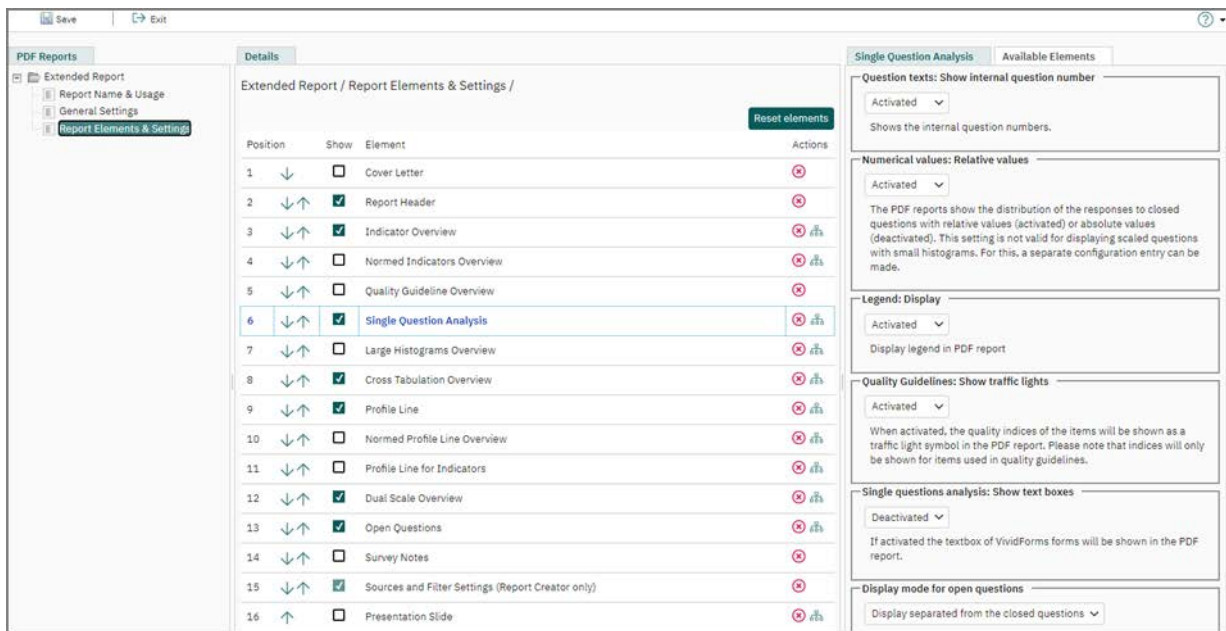 Save
Exit
PDF Reports
Extended Report
Report Name & Usage
General Settings
Report Elements & Settings
Details
Extended Report / Report Elements & Settings /
Reset elements
Position Show Element Actions
1 Cover Letter
2 Report Header
3 Indicator Overview
4 Normed Indicators Overview
5 Quality Guideline Overview
6 Single Question Analysis
7 Large Histograms Overview
8 Cross Tabulation Overview
9 Profile Line
10 Normed Profile Line Overview
11 Profile Line for Indicators
12 Dual Scale Overview
13 Open Questions
14 Survey Notes
15 Sources and Filter Settings (Report Creator only)
16 Presentation Slide
Single Question Analysis
Available Elements
Question texts: Show internal question number
Activated
Shows the internal question numbers.
Numerical values: Relative values
Activated
The PDF reports show the distribution of the responses to closed
questions with relative values (activated) or absolute values
(deactivated). This setting is not valid for displaying scaled questions
with small histograms. For this, a separate configuration entry can be
made.
Legend: Display
Activated
Display legend in PDF report
Quality Guidelines: Show traffic lights
Activated
When activated, the quality indices of the items will be shown as a
traffic light symbol in the PDF report. Please note that indices will only
be shown for items used in quality guidelines.
Single questions analysis: Show text boxes
Deactivated
If activated the textbox of VividForms forms will be shown in the PDF
report.
Display mode for open questions
Display separated from the closed questions